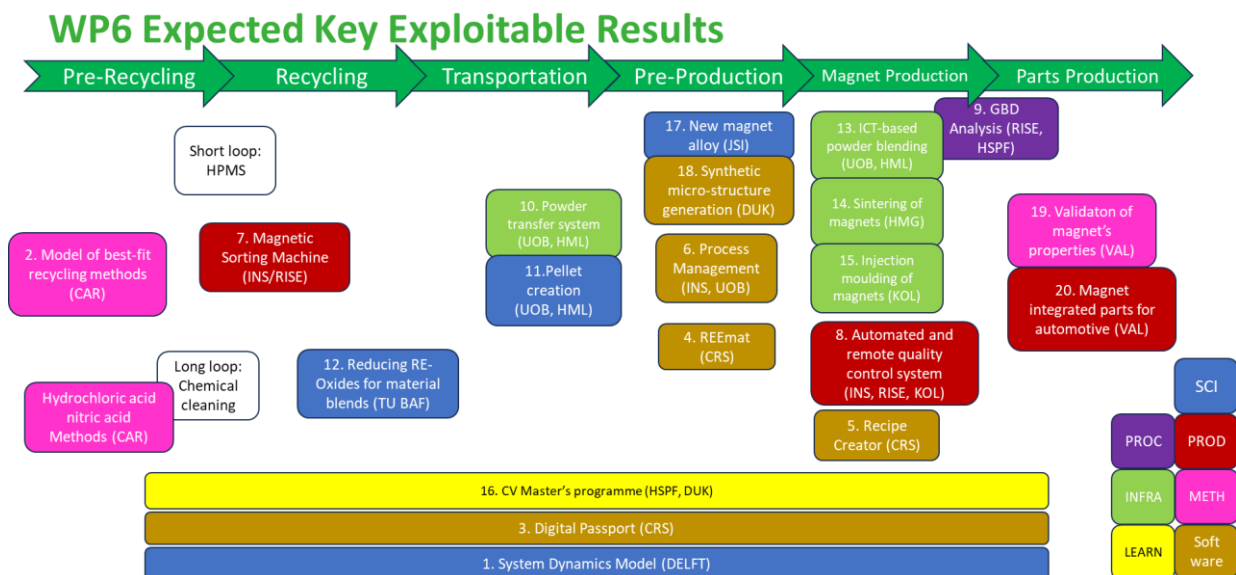 WP6 Expected Key Exploitable Results
Pre-Recycling
Recycling
Transportation
Pre-Production
Magnet Production
Parts Production
Short loop:
HPMS
2. Model of best-fit
recycling methods
(CAR)
7. Magnetic
Sorting Machine
(INS/RISE)
Long loop:
Chemical
cleaning
Hydrochloric acid
nitric acid
Methods (CAR)
12. Reducing RE-
Oxides for material
blends (TU BAF)
10. Powder
transfer system
(UOB, HML)
11.Pellet
creation
(UOB, HML)
17. New magnet
alloy (JSI)
18. Synthetic
micro-structure
generation (DUK)
6. Process
Management
(INS, UOB)
4. REEmat
(CRS)
9. GBD
Analysis (RISE,
HSPF)
13. ICT-based
powder blending
(UOB, HML)
14. Sintering of
magnets (HMG)
15. Injection
moulding of
magnets (KOL)
8. Automated and
remote quality
control system
(INS, RISE, KOL)
5. Recipe
Creator (CRS)
19. Validaton of
magnet's
properties (VAL)
20. Magnet
integrated parts for
automotive (VAL)
16. CV Master's programme (HSPF, DUK)
3. Digital Passport (CRS)
1. System Dynamics Model (DELFT)
SCI
PROC
PROD
INFRA
METH
LEARN
Soft
ware